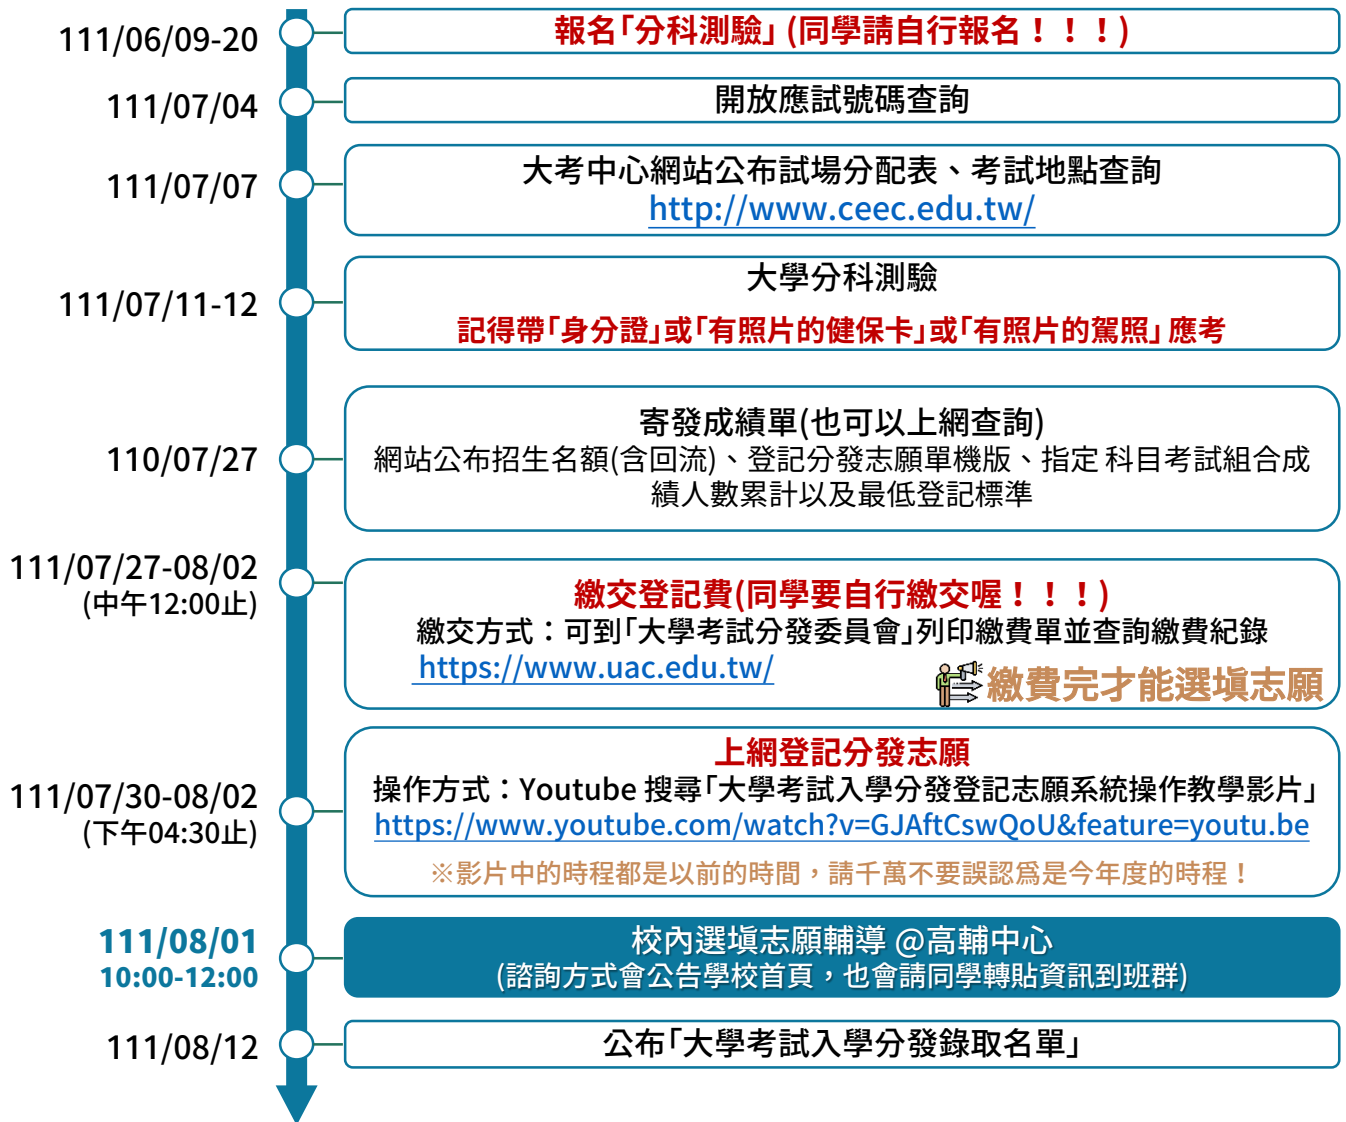 111/06/09-20
報名「分科測驗」(同學請自行報名！！！)
111/07/04
開放應試號碼查詢
111/07/07
大考中心網站公布試場分配表、考試地點查詢
http://www.ceec.edu.tw/
111/07/11-12
大學分科測驗
記得帶「身分證」或「有照片的健保卡」或「有照片的駕照」應考
110/07/27
寄發成績單(也可以上網查詢)
網站公布招生名額(含回流)、登記分發志願單機版、指定 科目考試組合成
績人數累計以及最低登記標準
111/07/27-08/02
(中午12:00止)
繳交登記費(同學要自行繳交喔！！！)
繳交方式：可到「大學考試分發委員會」列印繳費單並查詢繳費紀錄
https://www.uac.edu.tw/
繳費完才能選填志願
111/07/30-08/02
(下午04:30止)
上網登記分發志願
操作方式：Youtube 搜尋「大學考試入學分發登記志願系統操作教學影片」
https://www.youtube.com/watch?v=GJAftCswQoU&feature=youtu.be
※影片中的時程都是以前的時間，請千萬不要誤認為是今年度的時程！
111/08/01
10:00-12:00
校內選填志願輔導 @高輔中心
(諮詢方式會公告學校首頁，也會請同學轉貼資訊到班群)
111/08/12
公布「大學考試入學分發錄取名單」